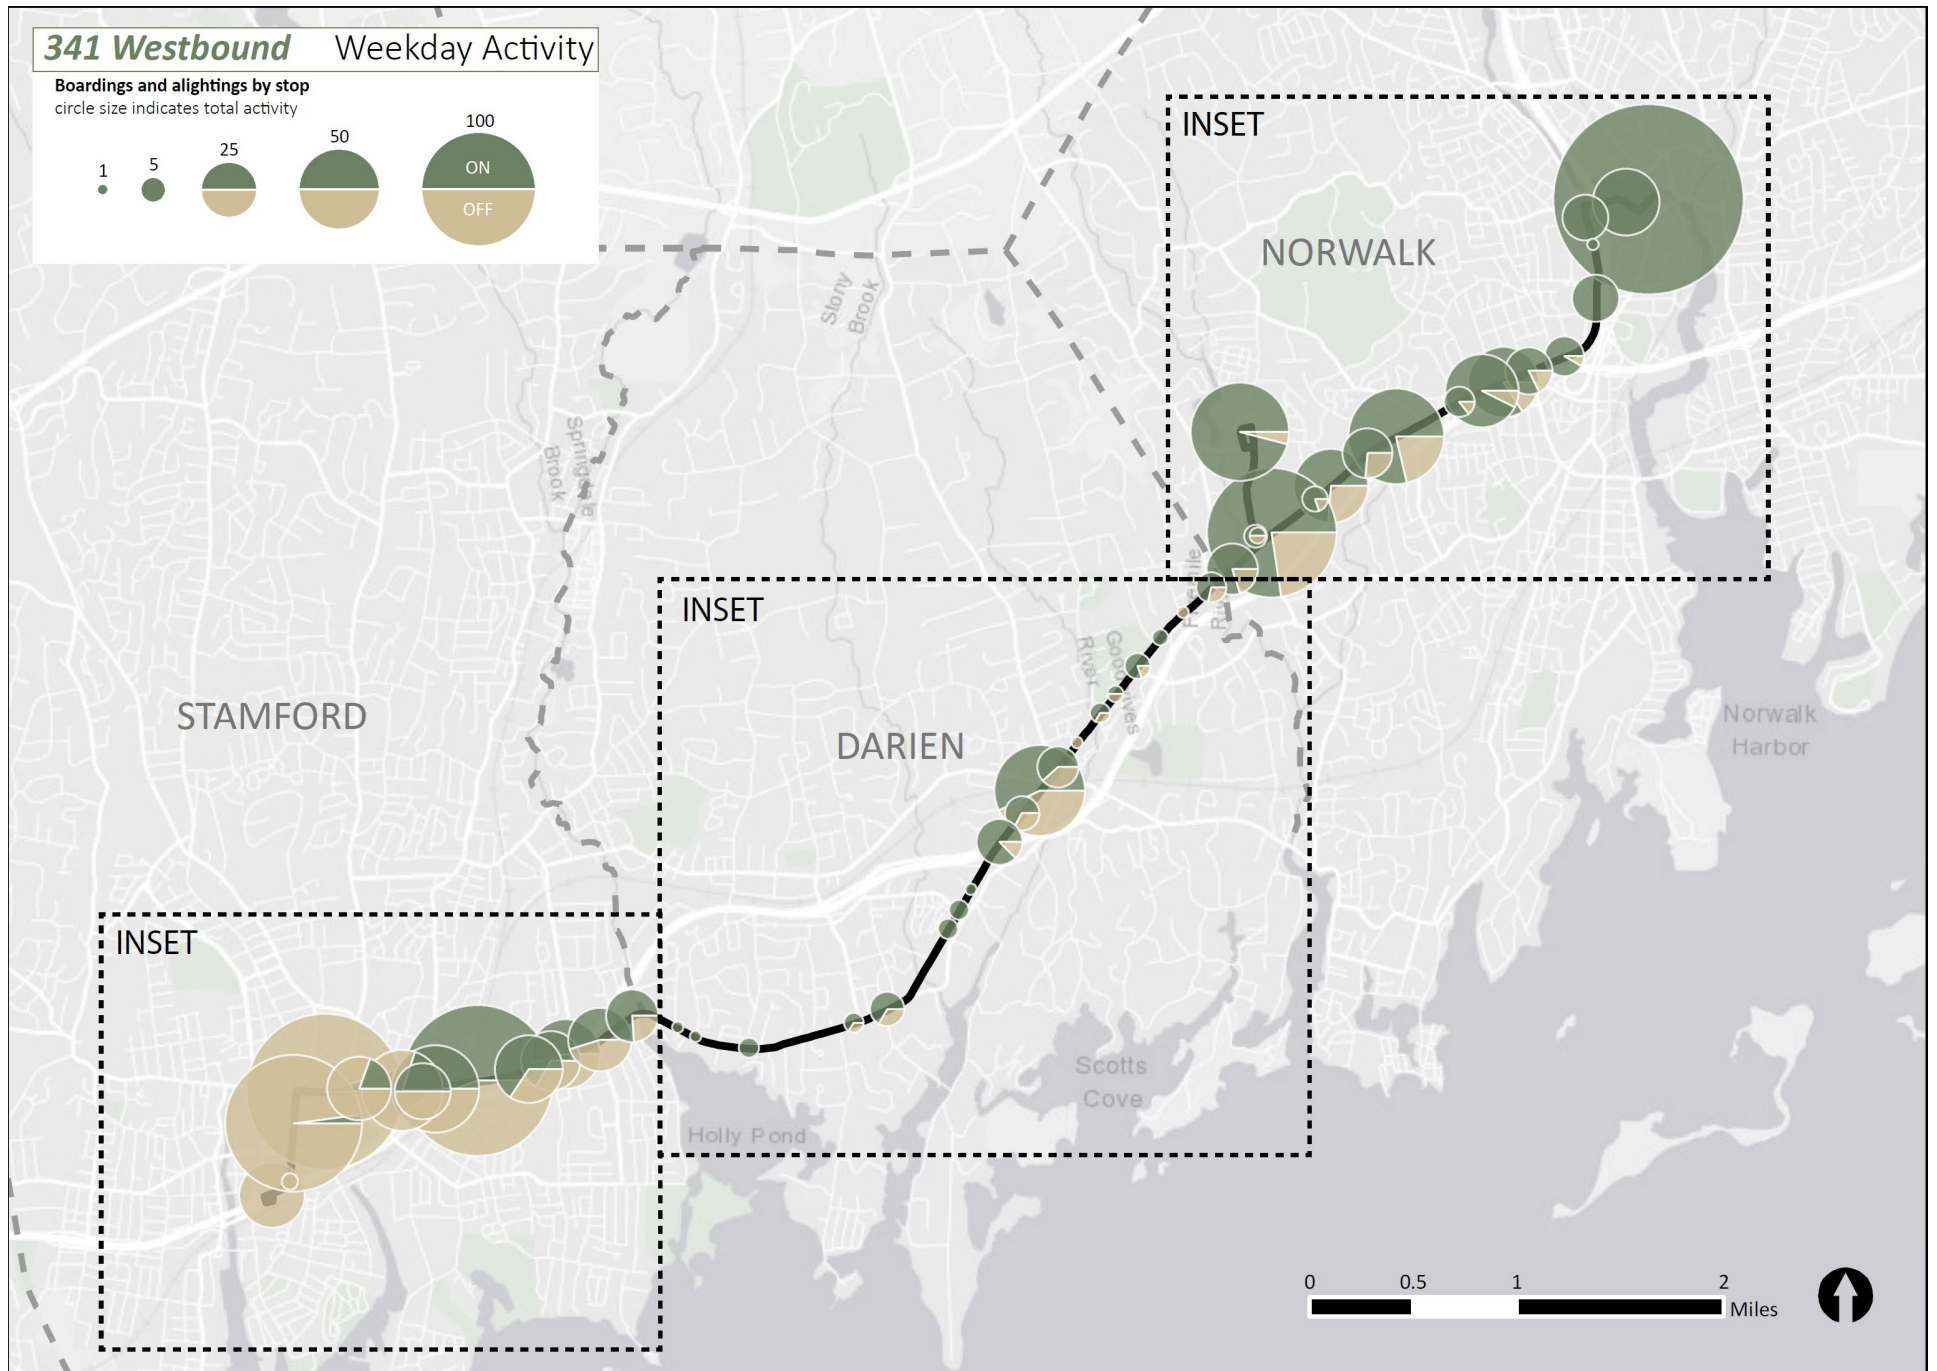 341 Westbound Weekday Activity
Boardings and alightings by stop
circle size indicates total activity
1
5
25
50
100
ON
OFF
INSET
NORWALK
Stony
Brook
Springdale
Brook
INSET
River
Goodwives
STAMFORD
DARIEN
Norwalk
Harbor
INSET
Scotts
Cove
Holly Pond
0 0.5 1 2
Miles